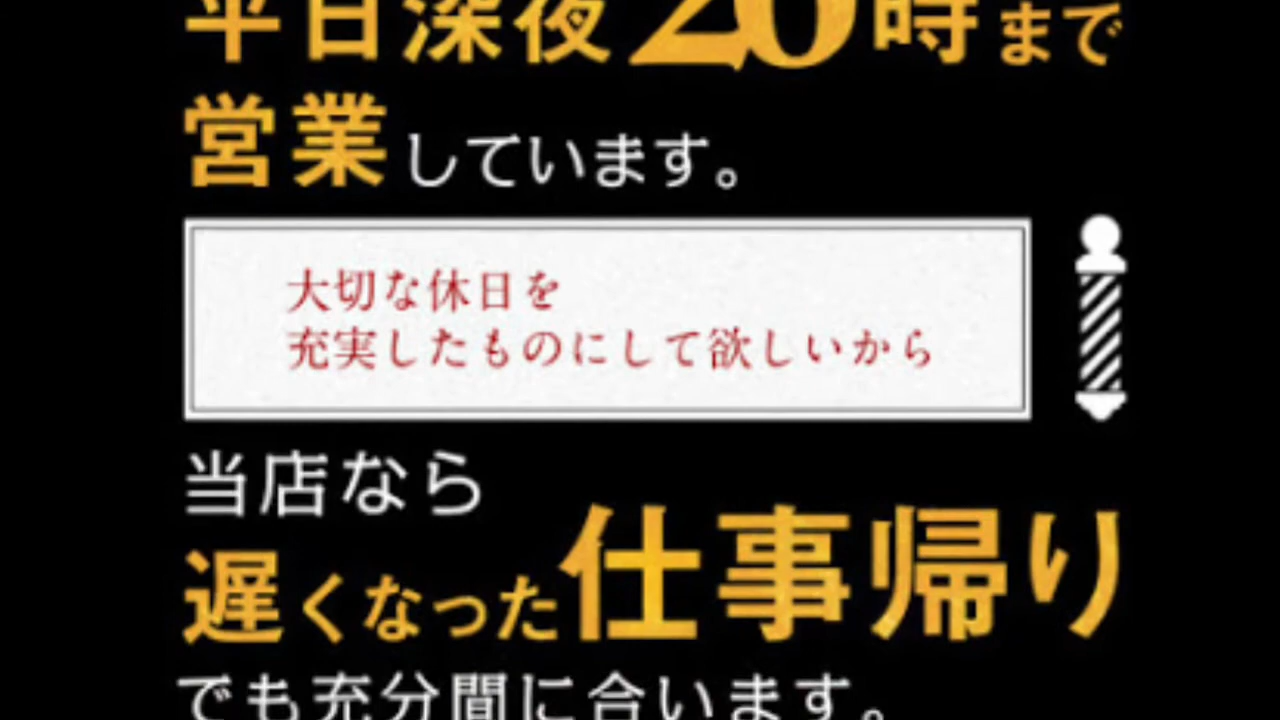 平日深夜20時まで
営業しています。
大切な休日を
充実したものにして欲しいから
当店なら
遅くなった仕事帰り
でも充分間に合います。